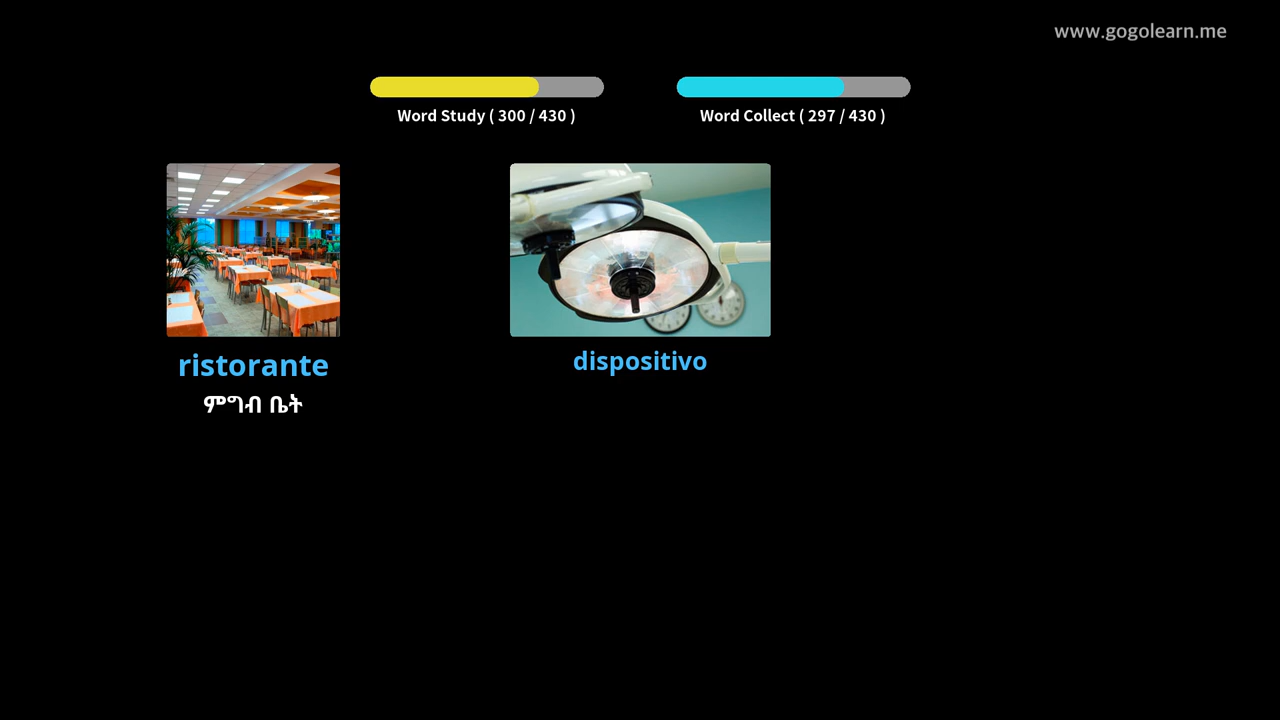 www.gogolearn.me
Word Study ( 300 / 430 )
Word Collect ( 297 / 430 )
ristorante
ምግብ ቤት
dispositivo